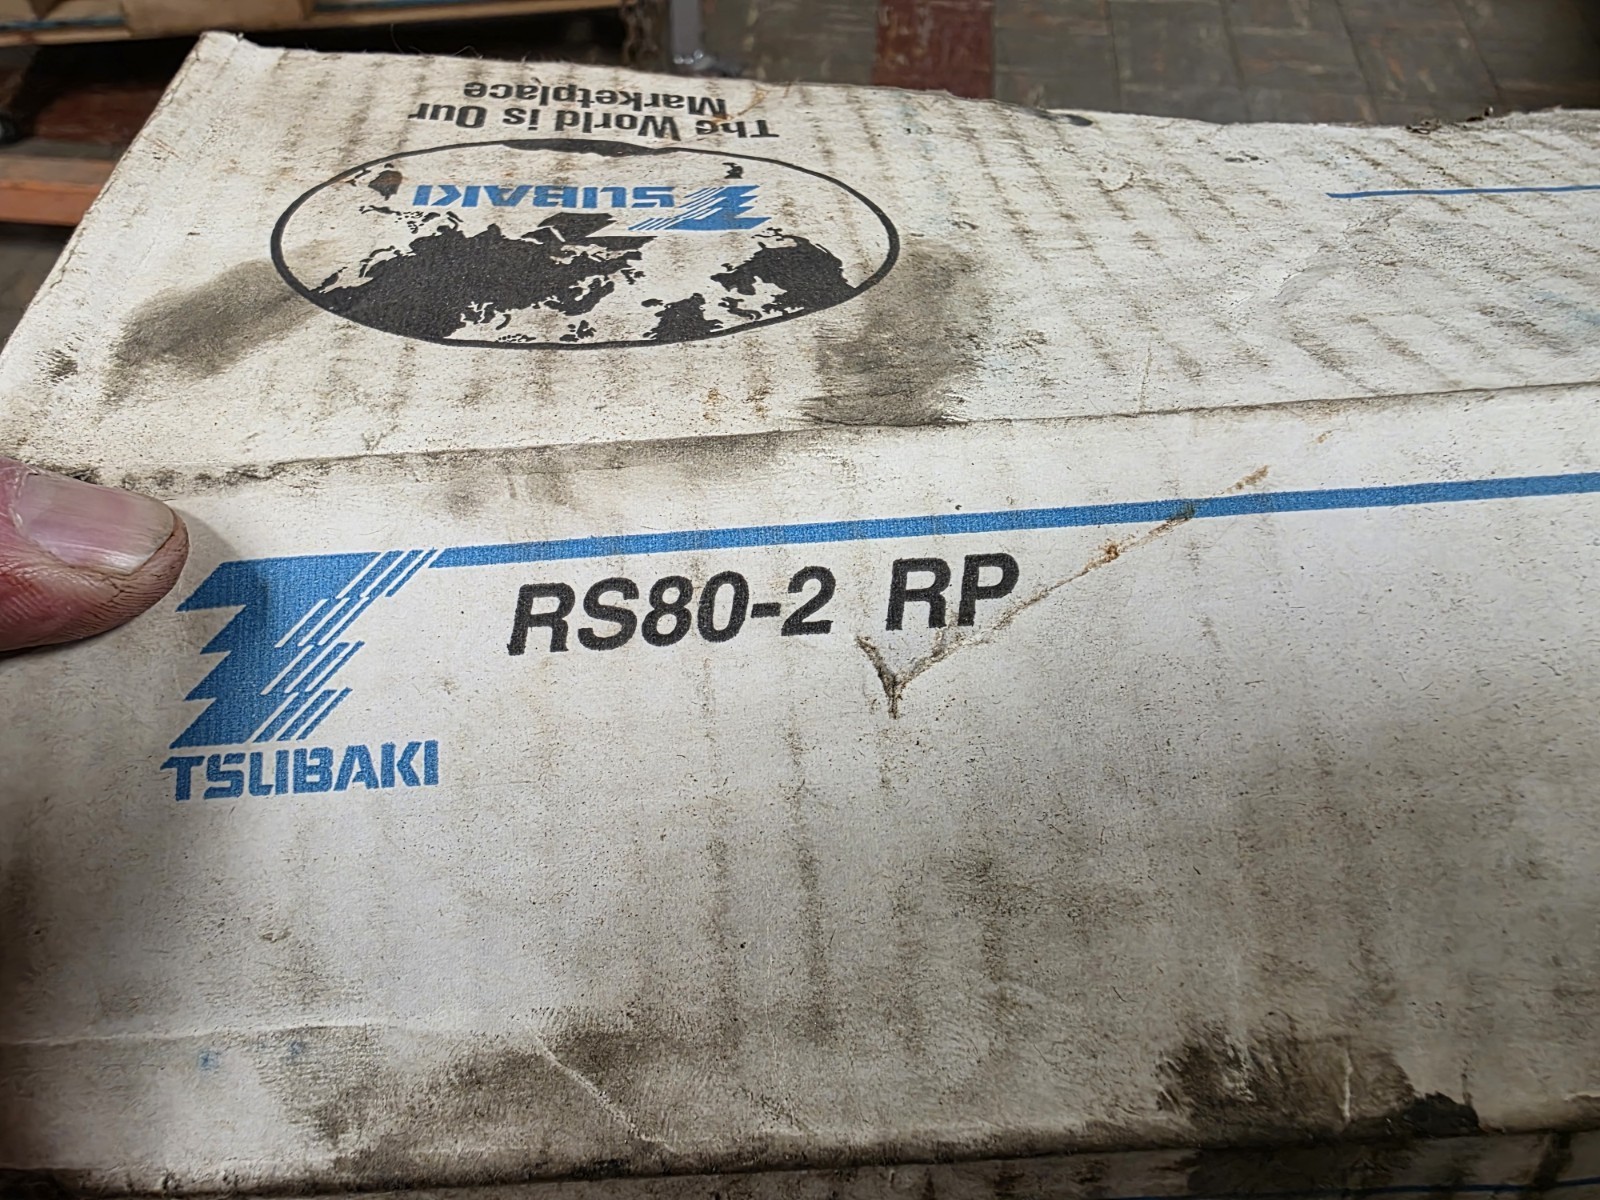 The World is Our
Marketplace
TSUBAKI
RS80-2 RP
TSUBAKI